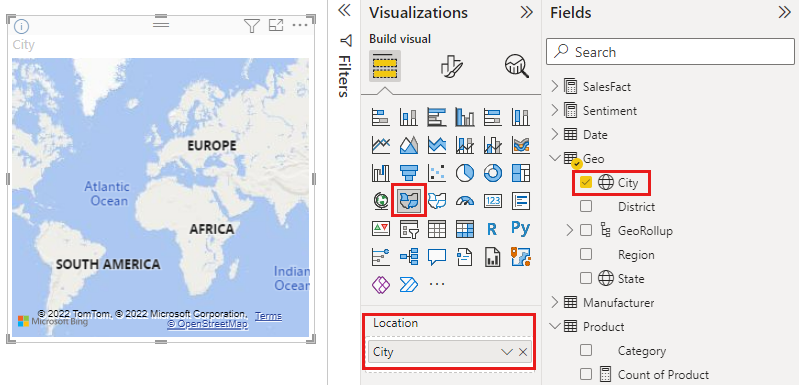 City
EUROPE
Atlantic
Ocean
AFRICA
SOUTH AMERICA
Indian
Ocean
© 2022 TomTom, © 2022 Microsoft Corporation, Terms
Microsoft Bing
© OpenStreetMap
Filters
Visualizations
Build visual
123
R
Py
Location
City
Fields
Search
SalesFact
Sentiment
Date
Geo
City
District
GeoRollup
Region
State
Manufacturer
Product
Category
Count of Product